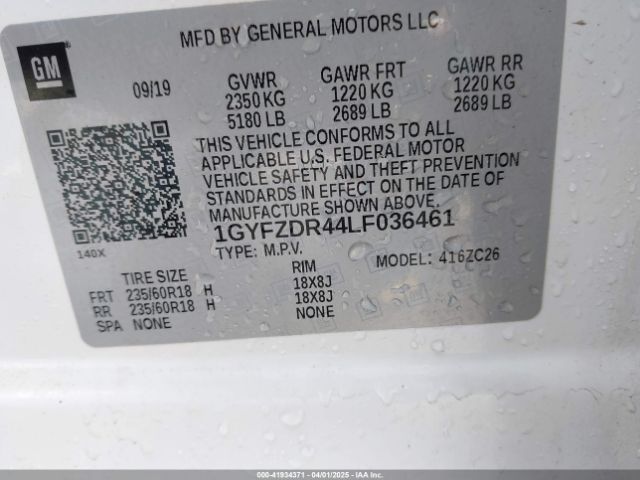 MFD BY GENERAL MOTORS LLC
GM
09/19 GVWR GAWR FRT GAWR RR
2350 KG 1220 KG 1220 KG
5180 LB 2689 LB 2689 LB
THIS VEHICLE CONFORMS TO ALL
APPLICABLE U.S. FEDERAL MOTOR
VEHICLE SAFETY AND THEFT PREVENTION
STANDARDS IN EFFECT ON THE DATE OF
MANUFACTURE SHOWN ABOVE.
140X
1GYFZDR44LF036461
TYPE: M.P.V. MODEL: 416ZC26
TIRE SIZE RIM
FRT 235/60R18 H 18X8J
RR 235/60R18 H 18X8J
SPA NONE NONE
000-41934371 - 04/01/2025 - IAAI Copyright